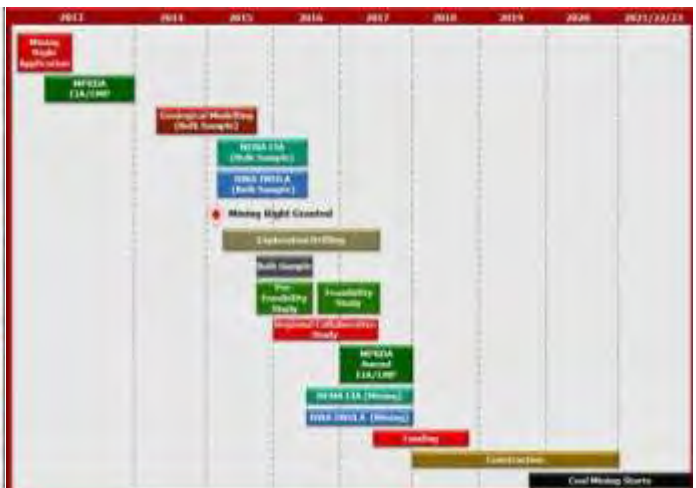 2013 2014 2015 2016 2017 2018 2019 2020 2021/22/23
Mining
Right
Application
MPRDA
EIA/EMP
Geological Modelling
(Bulk Sample)
NEMA EIA
(Bulk Sample)
NWA IWULA
(Bulk Sample)
Mining Right Granted
Exploration Drilling
Bulk Sample
Pre-
Feasibility
Study
Feasibility
Study
Regional Collaborative
Study
MPRDA
Amend
EIA/EMP
NEMA EIA (Mining)
NWA IWULA (Mining)
Funding
Construction
Coal Mining Starts